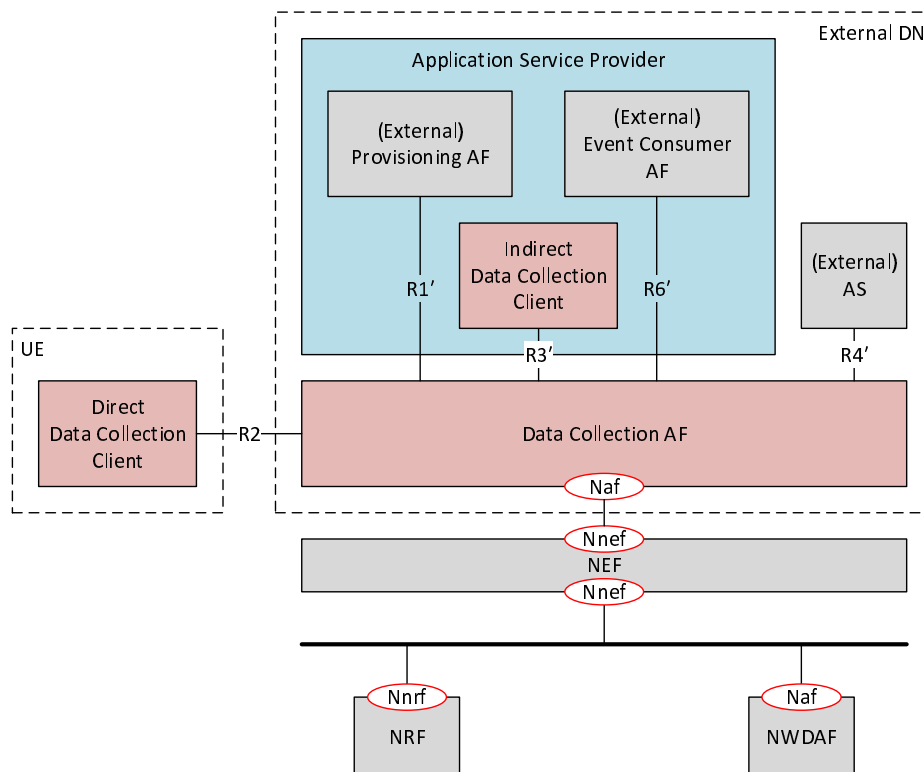 External DN
Application Service Provider
(External)
Provisioning AF
(External)
Event Consumer
AF
Indirect
Data Collection
Client
(External)
AS
R1’
R6’
R3’
R4’
UE
Direct
Data Collection
Client
R2
Data Collection AF
Naf
Nnef
NEF
Nnef
Nnrf
NRF
Naf
NWDAF